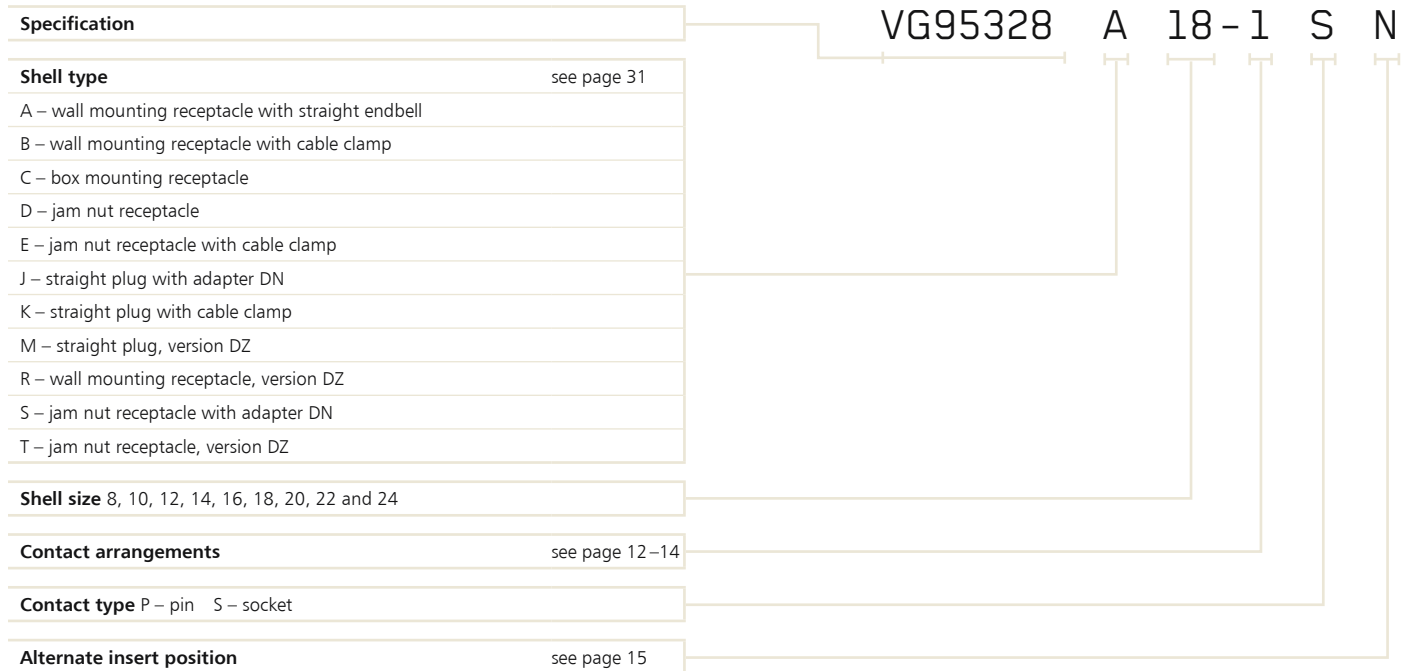 Specification VG95328 A 18-1 S N
Shell type see page 31
A – wall mounting receptacle with straight endbell
B – wall mounting receptacle with cable clamp
C – box mounting receptacle
D – jam nut receptacle
E – jam nut receptacle with cable clamp
J – straight plug with adapter DN
K – straight plug with cable clamp
M – straight plug, version DZ
R – wall mounting receptacle, version DZ
S – jam nut receptacle with adapter DN
T – jam nut receptacle, version DZ
Shell size 8, 10, 12, 14, 16, 18, 20, 22 and 24
Contact arrangements see page 12–14
Contact type P – pin S – socket
Alternate insert position see page 15